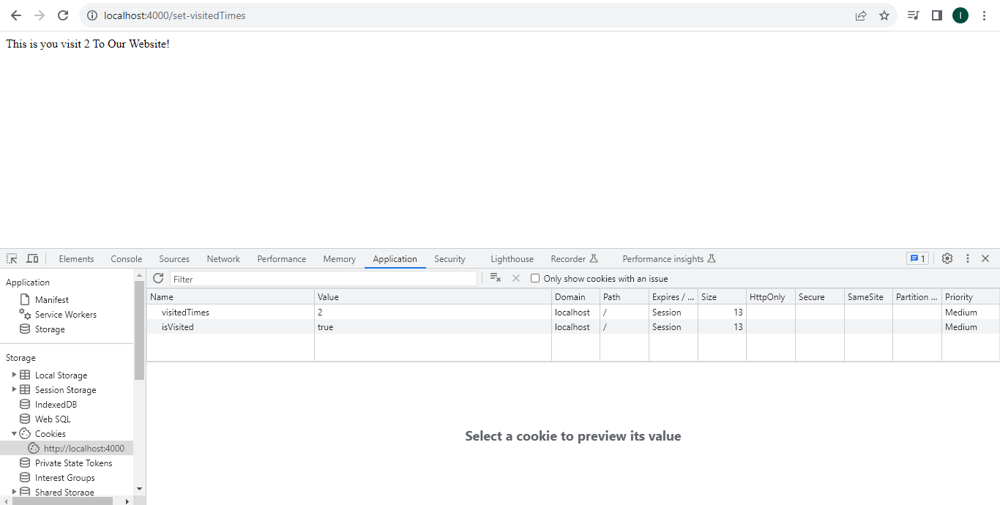 localhost:4000/set-visitedTimes
I
This is you visit 2 To Our Website!
Elements Console Sources Network Performance Memory Application Security Lighthouse Recorder Performance insights 1
Application
Manifest
Service Workers
Storage
Storage
Local Storage
Session Storage
IndexedDB
Web SQL
Cookies
http://localhost:4000
Private State Tokens
Interest Groups
Shared Storage
Filter Only show cookies with an issue
Name Value Domain Path Expires / ... Size HttpOnly Secure SameSite Partition ... Priority
visitedTimes 2 localhost / Session 13 Medium
isVisited true localhost / Session 13 Medium
Select a cookie to preview its value